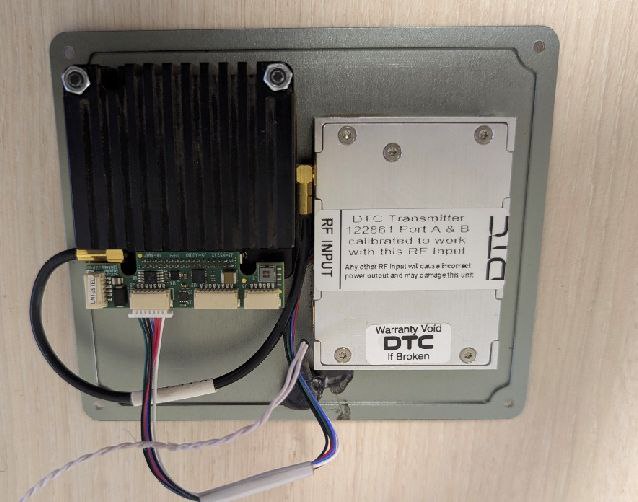 DTC Transmitter
122861 Port A & B
calibrated to work
with this RF Input
Any other RF Input will cause incorrect
power output and may damage this unit
RF INPUT
DTC
Warranty Void
DTC
If Broken